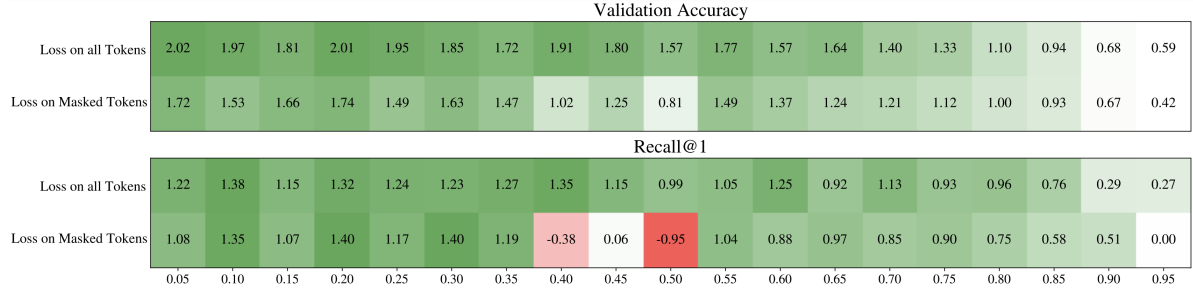 Validation Accuracy
Loss on all Tokens 2.02 1.97 1.81 2.01 1.95 1.85 1.72 1.91 1.80 1.57 1.77 1.57 1.64 1.40 1.33 1.10 0.94 0.68 0.59
Loss on Masked Tokens 1.72 1.53 1.66 1.74 1.49 1.63 1.47 1.02 1.25 0.81 1.49 1.37 1.24 1.21 1.12 1.00 0.93 0.67 0.42
Recall@1
Loss on all Tokens 1.22 1.38 1.15 1.32 1.24 1.23 1.27 1.35 1.15 0.99 1.05 1.25 0.92 1.13 0.93 0.96 0.76 0.29 0.27
Loss on Masked Tokens 1.08 1.35 1.07 1.40 1.17 1.40 1.19 -0.38 0.06 -0.95 1.04 0.88 0.97 0.85 0.90 0.75 0.58 0.51 0.00
0.05 0.10 0.15 0.20 0.25 0.30 0.35 0.40 0.45 0.50 0.55 0.60 0.65 0.70 0.75 0.80 0.85 0.90 0.95